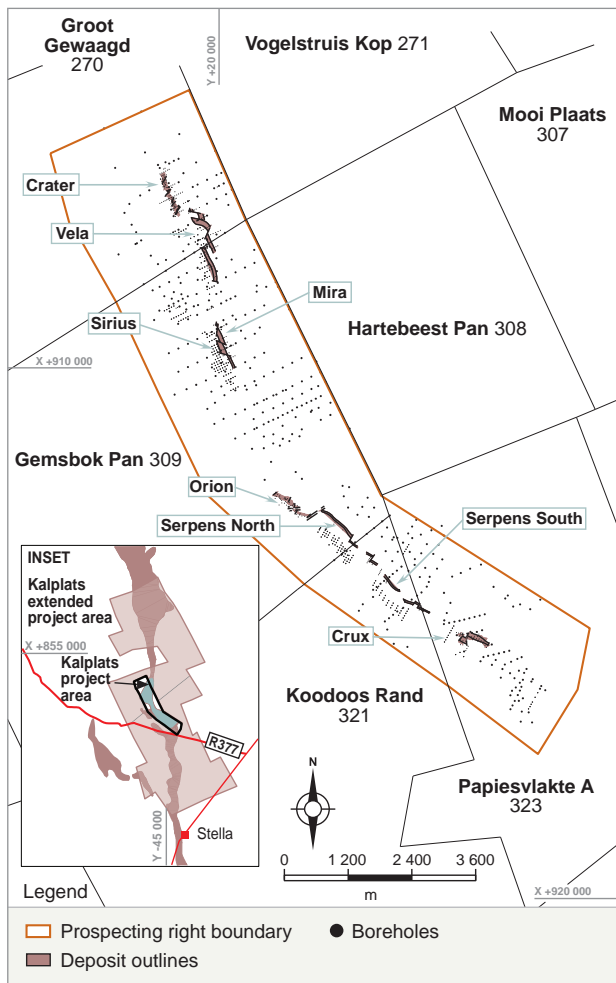 Groot
Gewaagd
270
Y +20 000
Vogelstruis Kop 271
Mooi Plaats
307
Crater
Vela
Mira
Sirius
Hartebeest Pan 308
X +910 000
Gemsbok Pan 309
Orion
Serpens North
Serpens South
Crux
INSET
Kalplats
extended
project area
X +855 000
Kalplats
project
area
R377
Y -45 000
Stella
Koodoos Rand
321
Papiesvlakte A
323
N
0 1 200 2 400 3 600
m
X +920 000
Legend
Prospecting right boundary
Boreholes
Deposit outlines